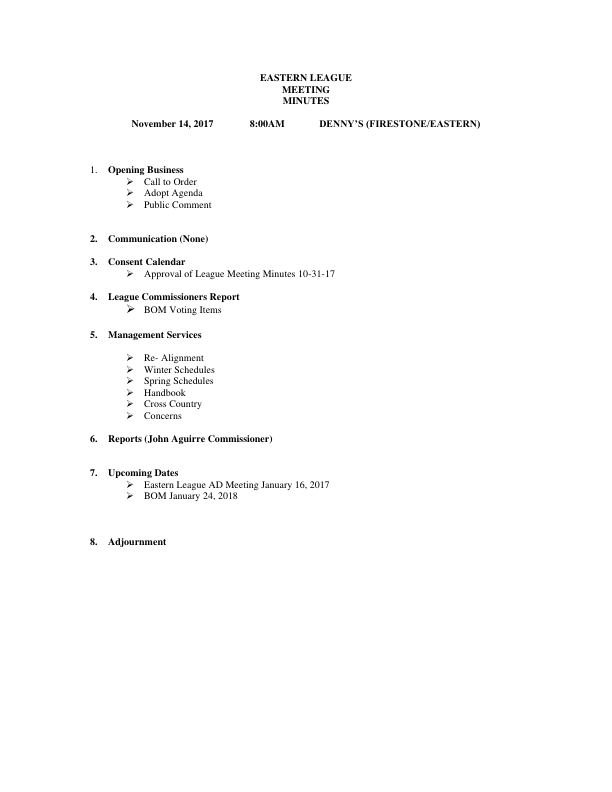 EASTERN LEAGUE
MEETING
MINUTES
November 14, 2017 8:00AM DENNY'S (FIRESTONE/EASTERN)
1. Opening Business
➢ Call to Order
➢ Adopt Agenda
➢ Public Comment
2. Communication (None)
3. Consent Calendar
➢ Approval of League Meeting Minutes 10-31-17
4. League Commissioners Report
➢ BOM Voting Items
5. Management Services
➢ Re- Alignment
➢ Winter Schedules
➢ Spring Schedules
➢ Handbook
➢ Cross Country
➢ Concerns
6. Reports (John Aguirre Commissioner)
7. Upcoming Dates
➢ Eastern League AD Meeting January 16, 2017
➢ BOM January 24, 2018
8. Adjournment